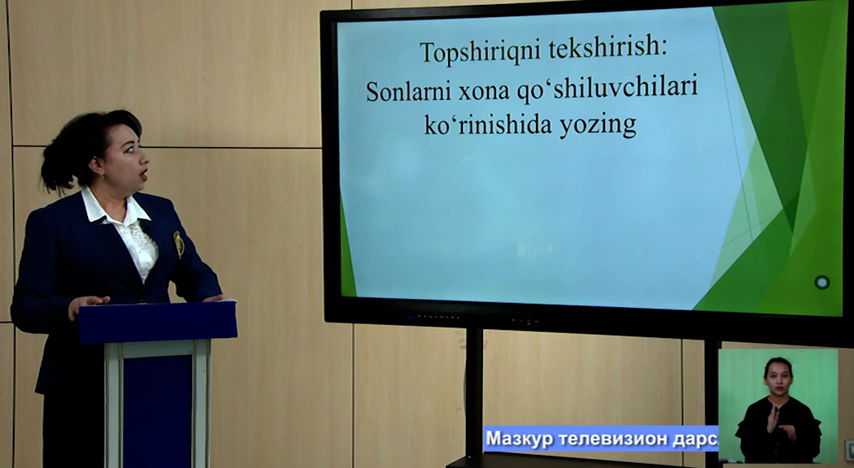 Topshiriqni tekshirish:
Sonlarni xona qo‘shiluvchilari
ko‘rinishida yozing
Мазкур телевизион дарс